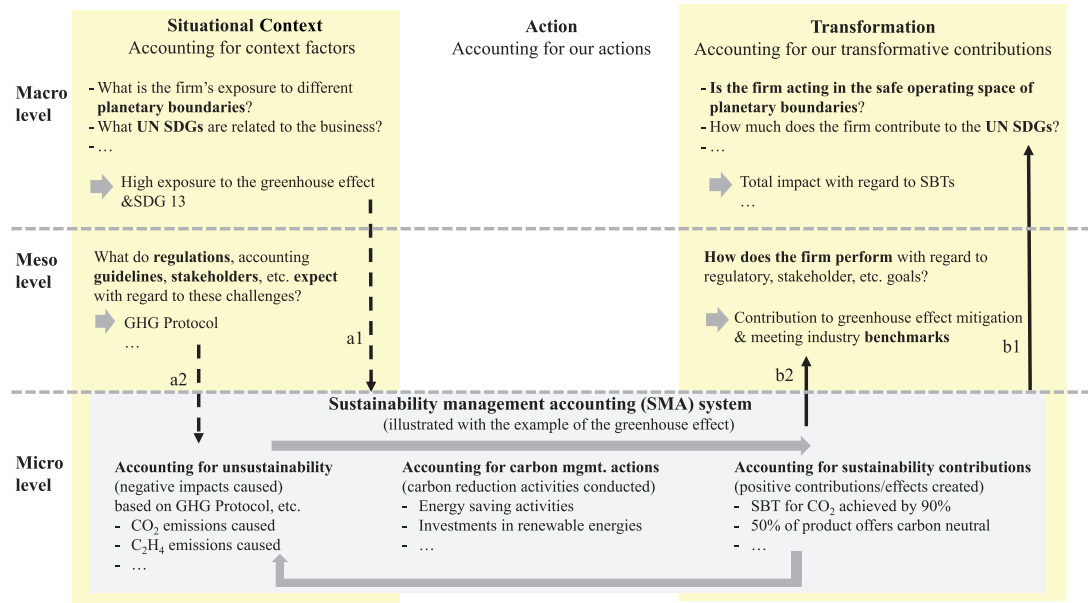 Situational Context
Accounting for context factors
Action
Accounting for our actions
Transformation
Accounting for our transformative contributions
Macro
level
- What is the firm's exposure to different
planetary boundaries?
- What UN SDGs are related to the business?
- …
High exposure to the greenhouse effect
&SDG 13
- Is the firm acting in the safe operating space of
planetary boundaries?
- How much does the firm contribute to the UN SDGs?
- …
Total impact with regard to SBTs
…
Meso
level
What do regulations, accounting
guidelines, stakeholders, etc. expect
with regard to these challenges?
GHG Protocol
…
a1
a2
How does the firm perform with regard to
regulatory, stakeholder, etc. goals?
Contribution to greenhouse effect mitigation
& meeting industry benchmarks
b1
b2
Micro
level
Sustainability management accounting (SMA) system
(illustrated with the example of the greenhouse effect)
Accounting for unsustainability
(negative impacts caused)
based on GHG Protocol, etc.
- CO₂ emissions caused
- C₂H₄ emissions caused
- …
Accounting for carbon mgmt. actions
(carbon reduction activities conducted)
- Energy saving activities
- Investments in renewable energies
- …
Accounting for sustainability contributions
(positive contributions/effects created)
- SBT for CO₂ achieved by 90%
- 50% of product offers carbon neutral
- …